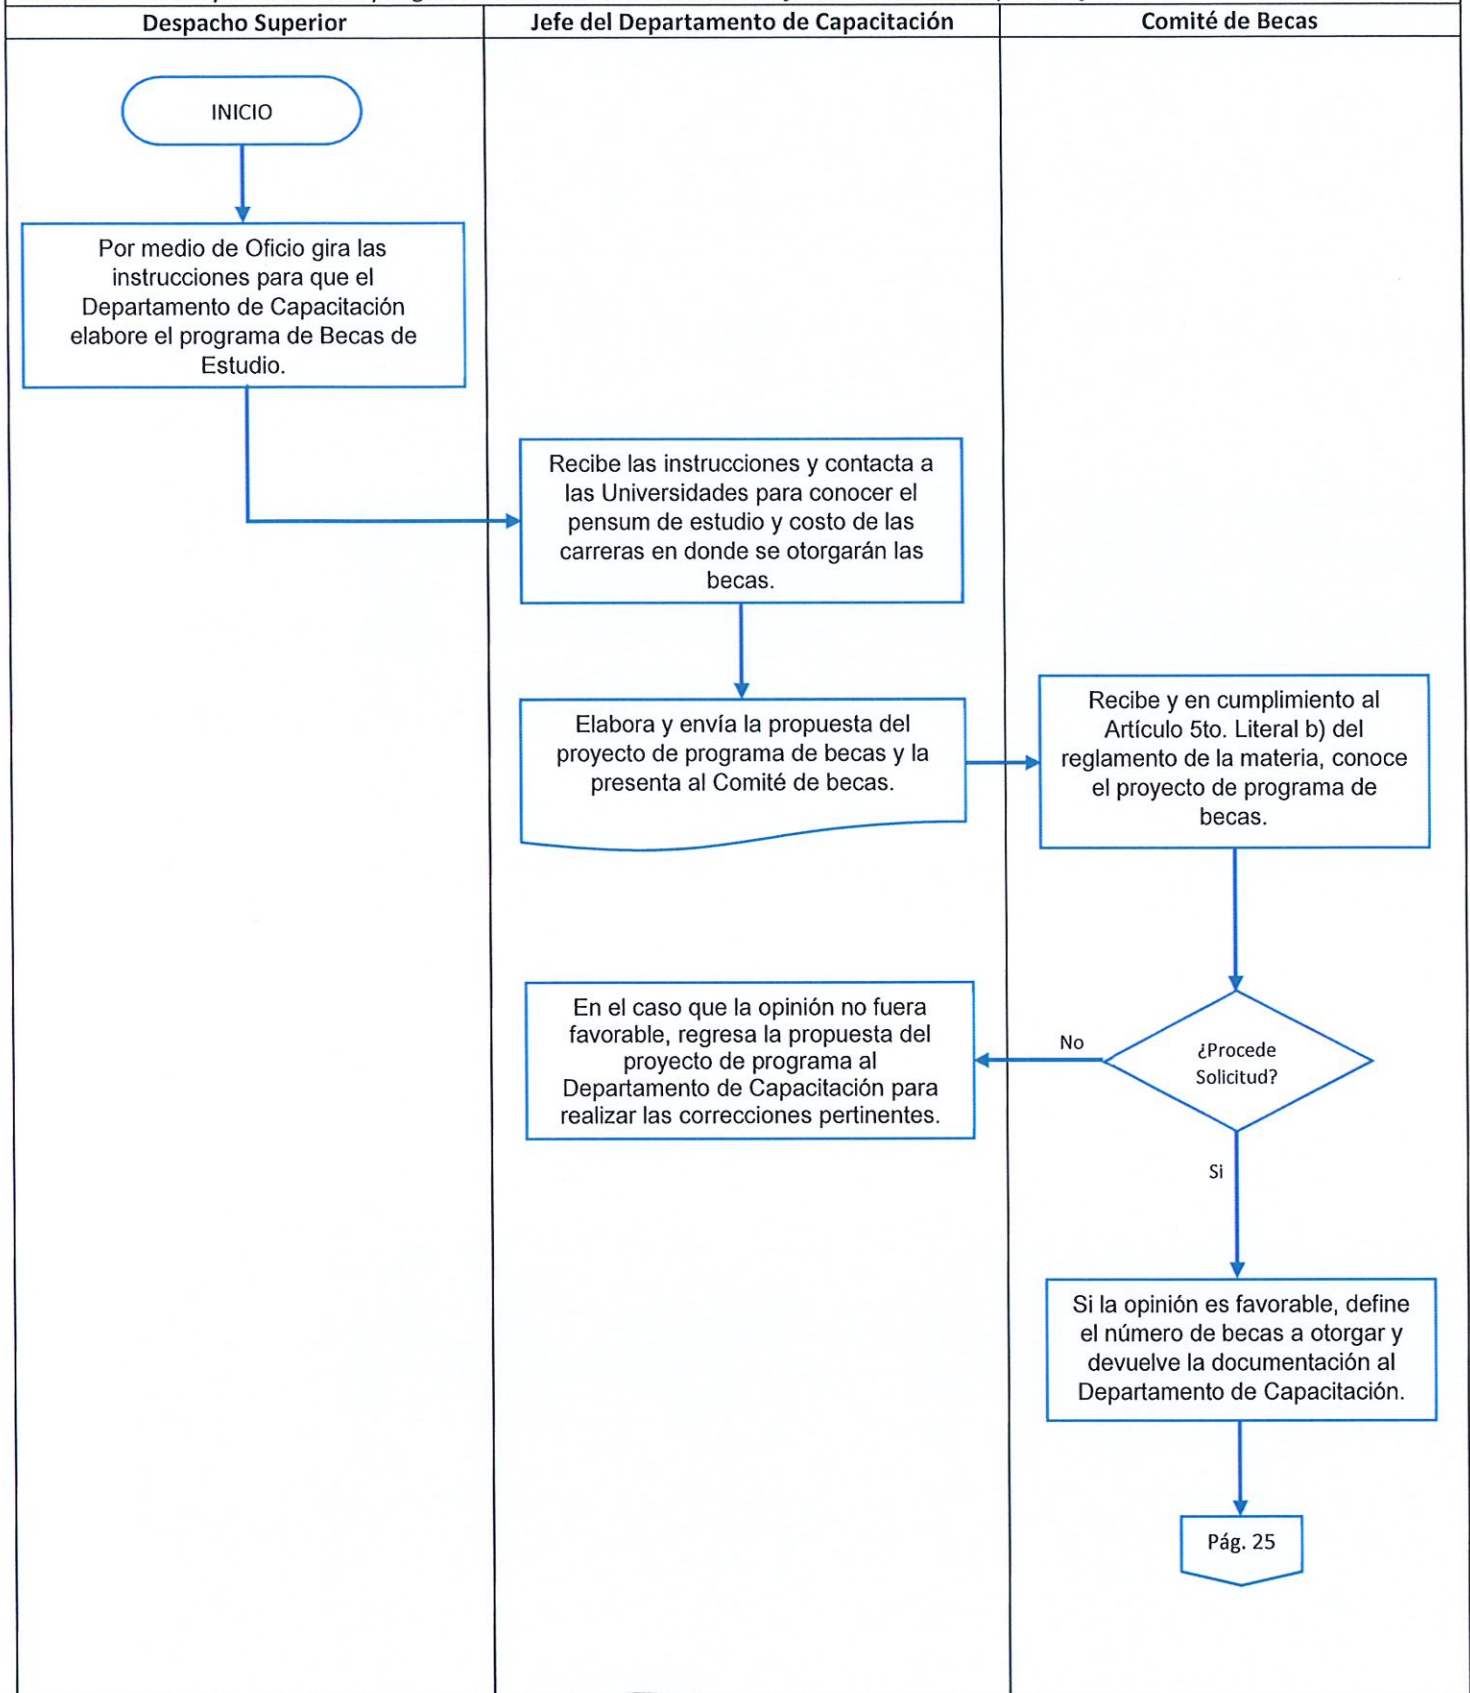 Despacho Superior
Jefe del Departamento de Capacitación
Comité de Becas
INICIO
Por medio de Oficio gira las
instrucciones para que el
Departamento de Capacitación
elabore el programa de Becas de
Estudio.
Recibe las instrucciones y contacta a
las Universidades para conocer el
pensum de estudio y costo de las
carreras en donde se otorgarán las
becas.
Elabora y envía la propuesta del
proyecto de programa de becas y la
presenta al Comité de becas.
Recibe y en cumplimiento al
Artículo 5to. Literal b) del
reglamento de la materia, conoce
el proyecto de programa de
becas.
¿Procede
Solicitud?
No
En el caso que la opinión no fuera
favorable, regresa la propuesta del
proyecto de programa al
Departamento de Capacitación para
realizar las correcciones pertinentes.
Si
Si la opinión es favorable, define
el número de becas a otorgar y
devuelve la documentación al
Departamento de Capacitación.
Pág. 25